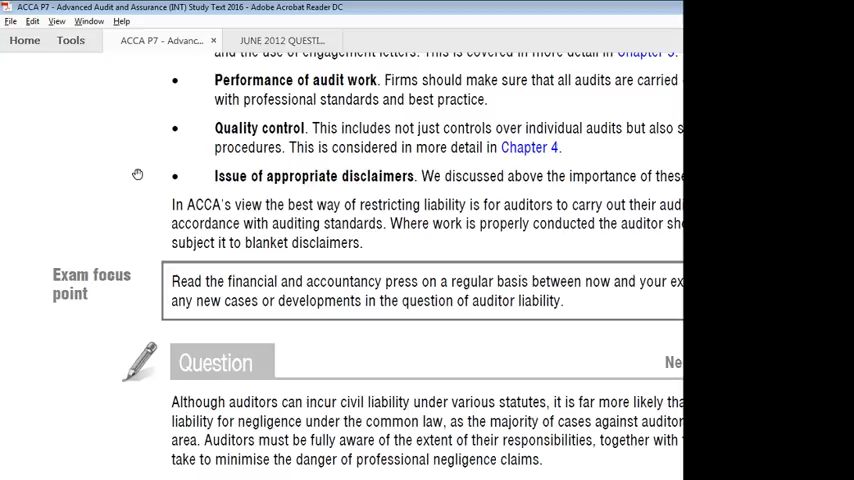 ACCA P7 - Advanced Audit and Assurance (INT) Study Text 2016 - Adobe Acrobat Reader DC
File Edit View Window Help
Home Tools ACCA P7 - Advanc... × JUNE 2012 QUESTI...
and the use of engagement letters. This is covered in more detail in Chapter 3.
• Performance of audit work. Firms should make sure that all audits are carried
with professional standards and best practice.
• Quality control. This includes not just controls over individual audits but also s
procedures. This is considered in more detail in Chapter 4.
• Issue of appropriate disclaimers. We discussed above the importance of these
In ACCA's view the best way of restricting liability is for auditors to carry out their aud
accordance with auditing standards. Where work is properly conducted the auditor sho
subject it to blanket disclaimers.
Exam focus
point
Read the financial and accountancy press on a regular basis between now and your ex
any new cases or developments in the question of auditor liability.
Question
Ne
Although auditors can incur civil liability under various statutes, it is far more likely tha
liability for negligence under the common law, as the majority of cases against auditor
area. Auditors must be fully aware of the extent of their responsibilities, together with
take to minimise the danger of professional negligence claims.